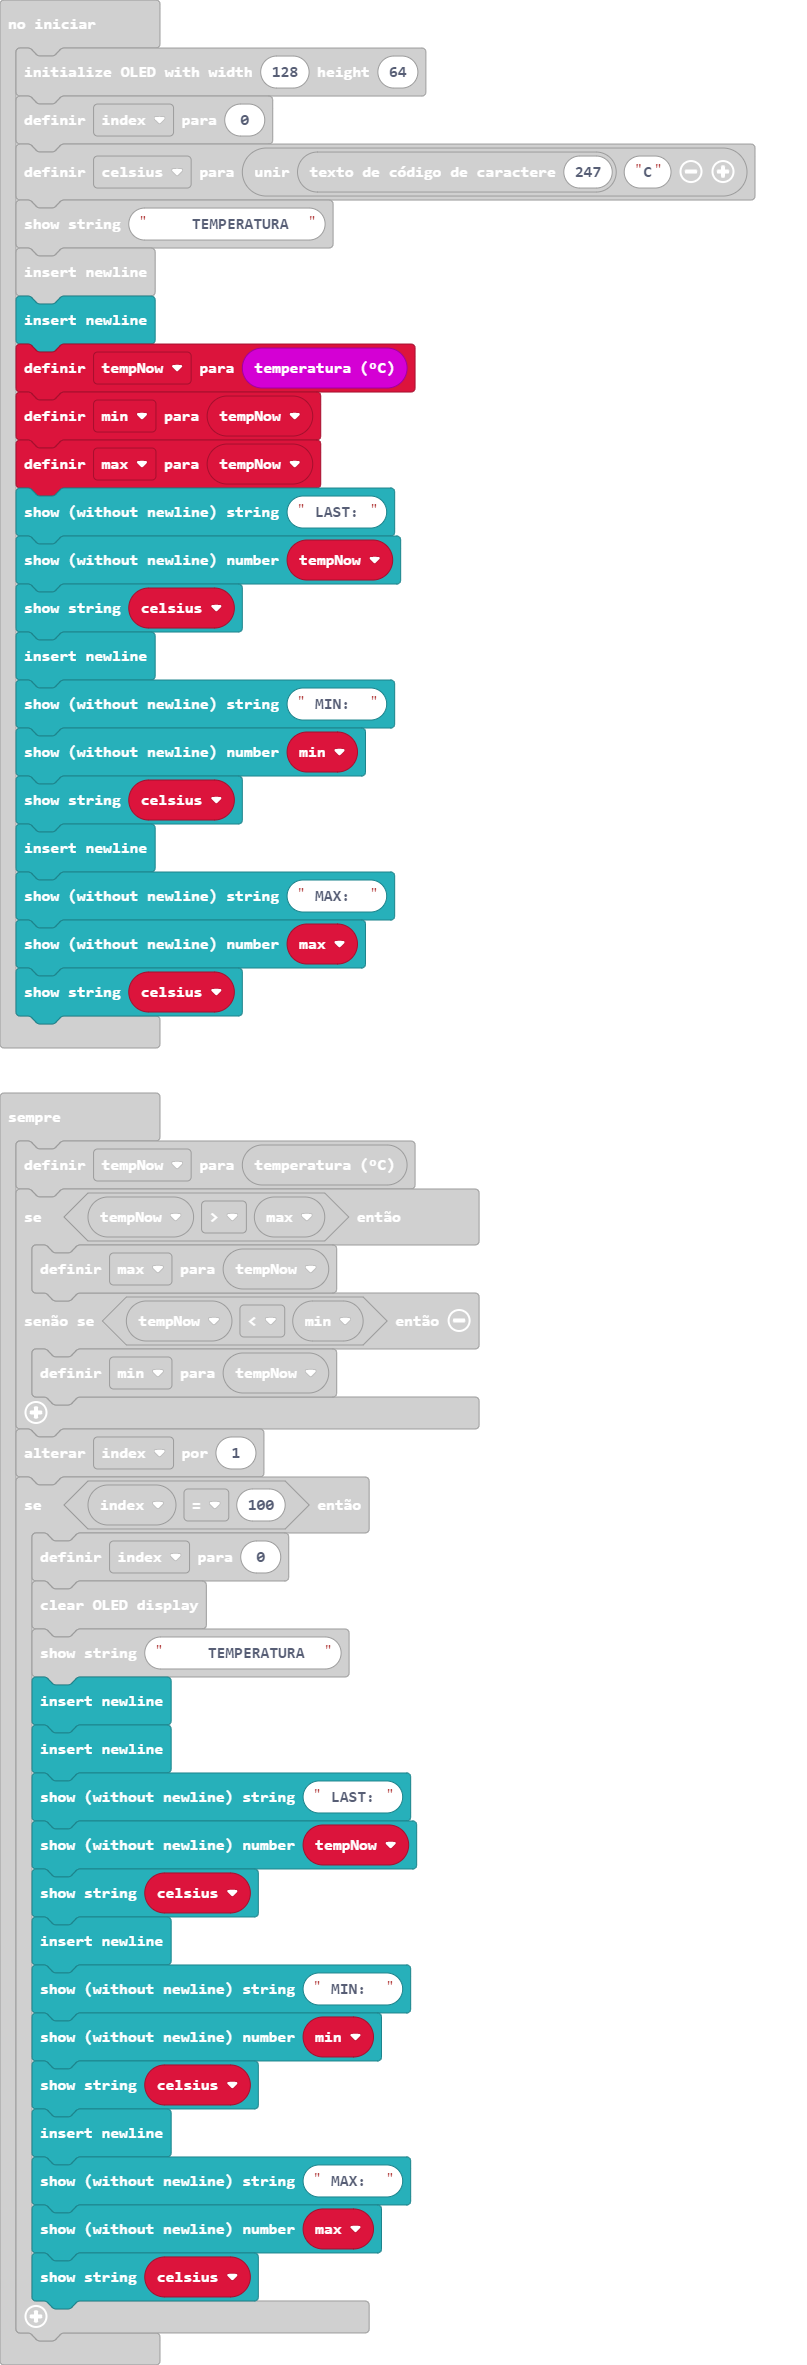 no iniciar
initialize OLED with width 128 height 64
definir index para 0
definir celsius para unir texto de código de caractere 247 "C"
show string " TEMPERATURA "
insert newline
insert newline
definir tempNow para temperatura (ºC)
definir min para tempNow
definir max para tempNow
show (without newline) string " LAST: "
show (without newline) number tempNow
show string celsius
insert newline
show (without newline) string " MIN: "
show (without newline) number min
show string celsius
insert newline
show (without newline) string " MAX: "
show (without newline) number max
show string celsius
sempre
definir tempNow para temperatura (ºC)
se tempNow > max então
definir max para tempNow
senão se tempNow < min então
definir min para tempNow
alterar index por 1
se index = 100 então
definir index para 0
clear OLED display
show string " TEMPERATURA "
insert newline
insert newline
show (without newline) string " LAST: "
show (without newline) number tempNow
show string celsius
insert newline
show (without newline) string " MIN: "
show (without newline) number min
show string celsius
insert newline
show (without newline) string " MAX: "
show (without newline) number max
show string celsius